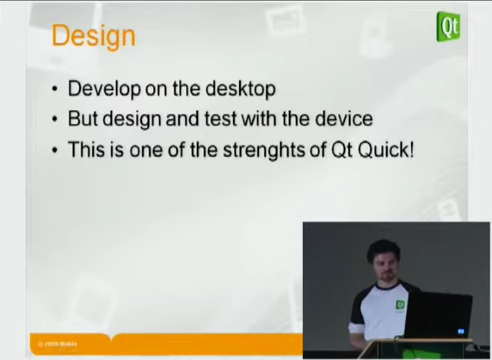 Design
Qt
• Develop on the desktop
• But design and test with the device
• This is one of the strenghts of Qt Quick!